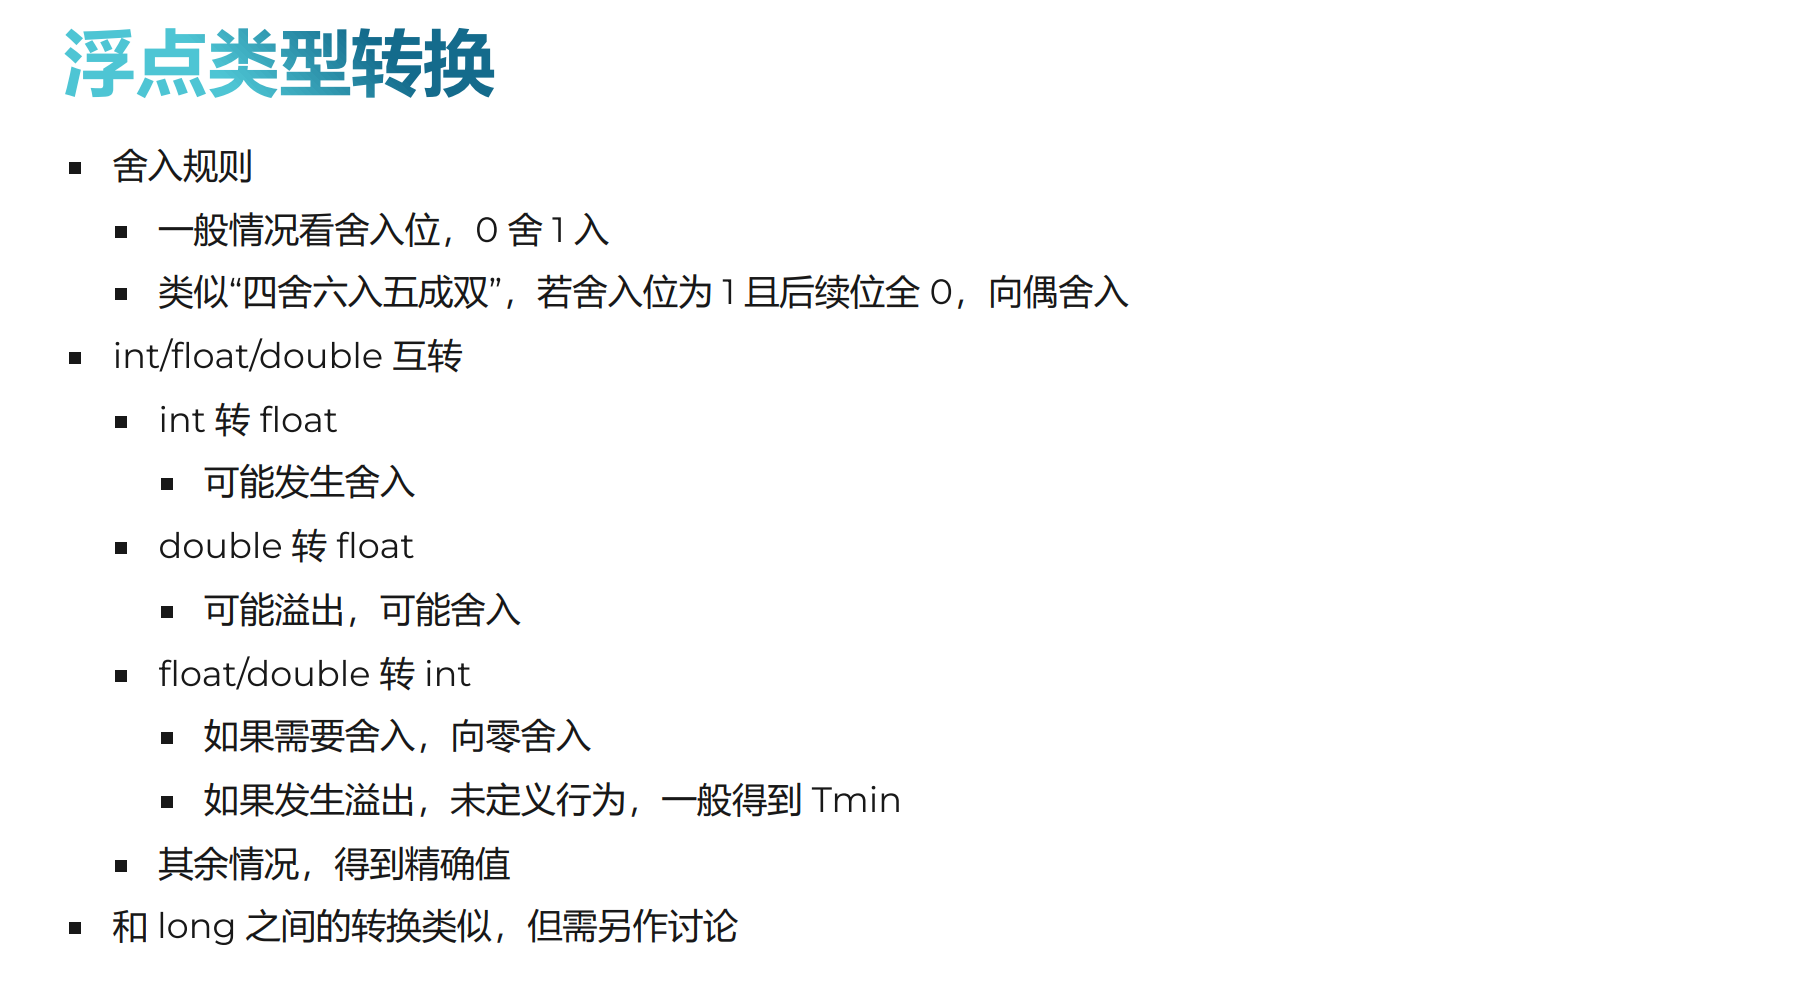 浮点类型转换
舍入规则
一般情况看舍入位，0 舍 1 入
类似“四舍六入五成双”，若舍入位为 1 且后续位全 0，向偶舍入
int/float/double 互转
int 转 float
可能发生舍入
double 转 float
可能溢出，可能舍入
float/double 转 int
如果需要舍入，向零舍入
如果发生溢出，未定义行为，一般得到 Tmin
其余情况，得到精确值
和 long 之间的转换类似，但需另作讨论